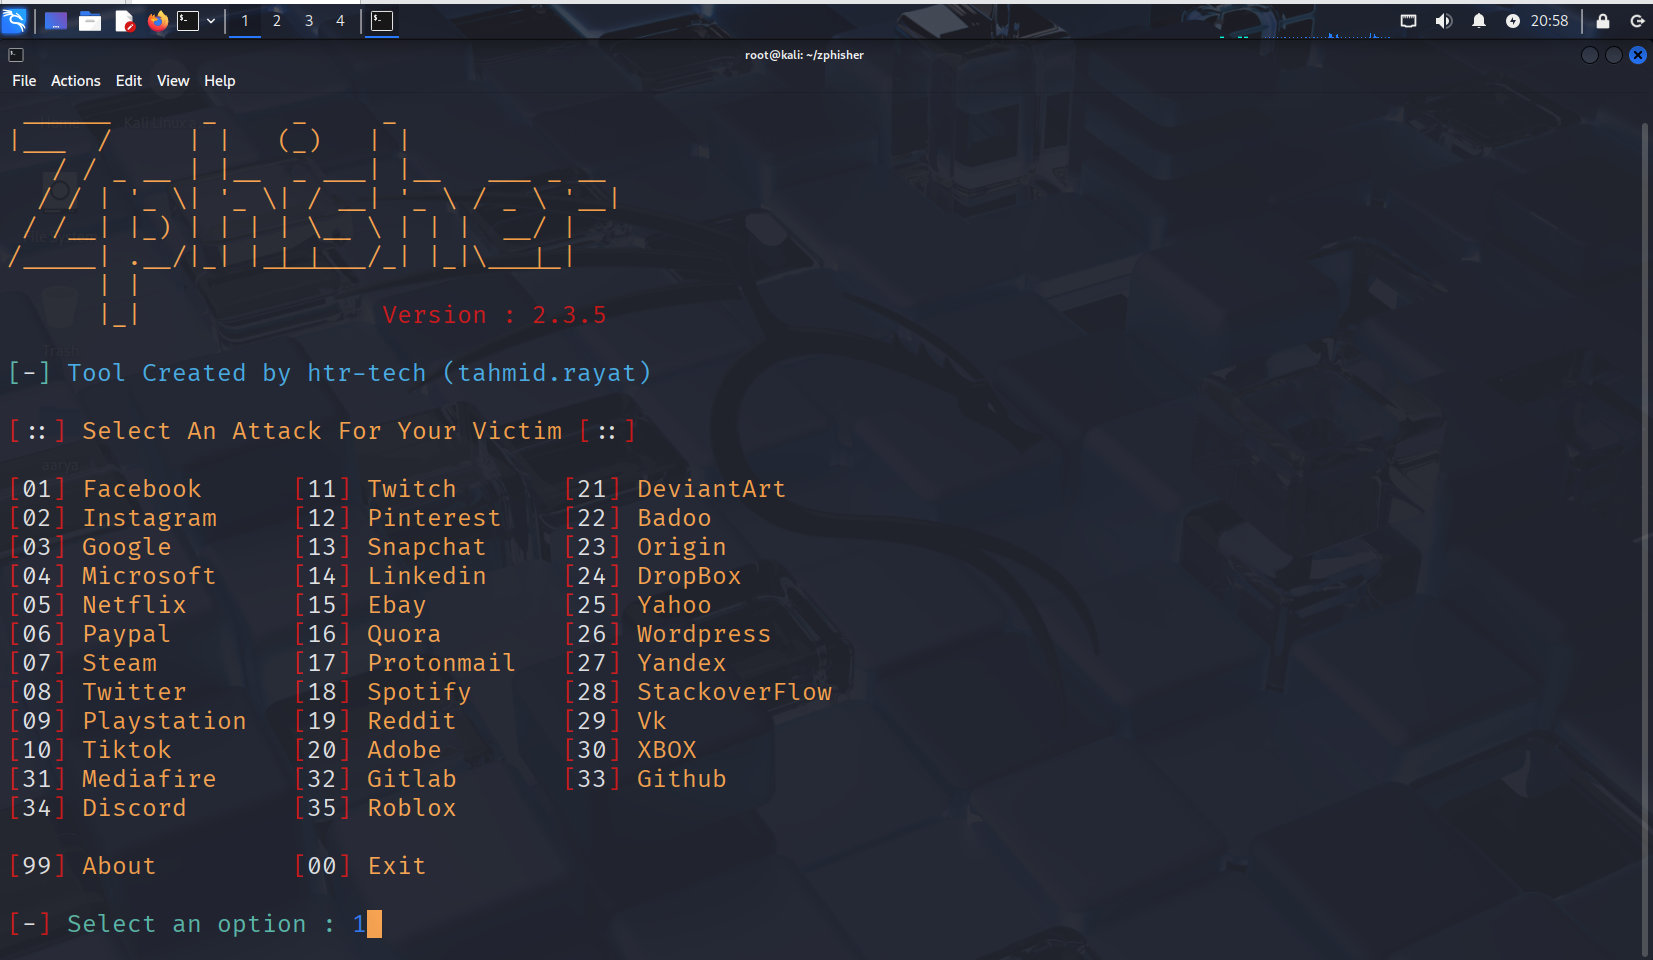 1 2 3 4 20:58
root@kali: ~/zphisher
File Actions Edit View Help
Zphisher
Version : 2.3.5
[-] Tool Created by htr-tech (tahmid.rayat)
[::] Select An Attack For Your Victim [::]
[01] Facebook [11] Twitch [21] DeviantArt
[02] Instagram [12] Pinterest [22] Badoo
[03] Google [13] Snapchat [23] Origin
[04] Microsoft [14] Linkedin [24] DropBox
[05] Netflix [15] Ebay [25] Yahoo
[06] Paypal [16] Quora [26] Wordpress
[07] Steam [17] Protonmail [27] Yandex
[08] Twitter [18] Spotify [28] StackoverFlow
[09] Playstation [19] Reddit [29] Vk
[10] Tiktok [20] Adobe [30] XBOX
[31] Mediafire [32] Gitlab [33] Github
[34] Discord [35] Roblox
[99] About [00] Exit
[-] Select an option : 1